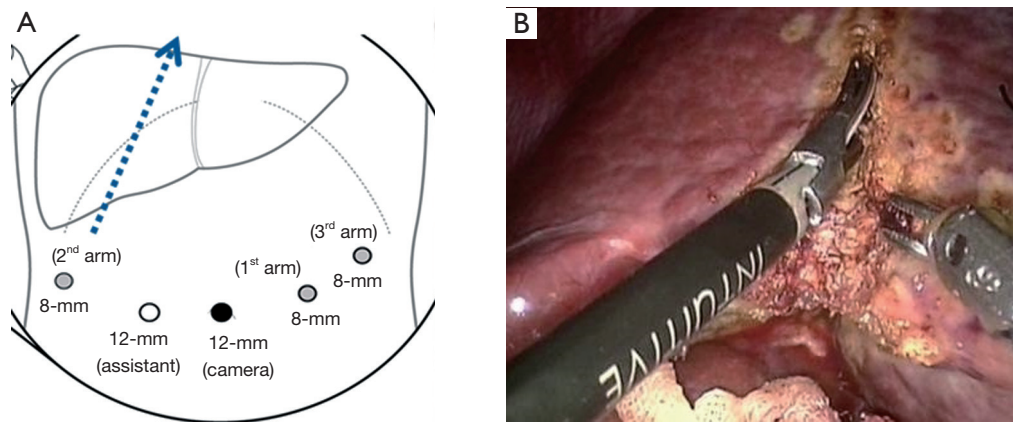 A
(2nd arm)
8-mm
12-mm
(assistant)
12-mm
(camera)
(1st arm)
8-mm
(3rd arm)
8-mm
B
INTUITIVE